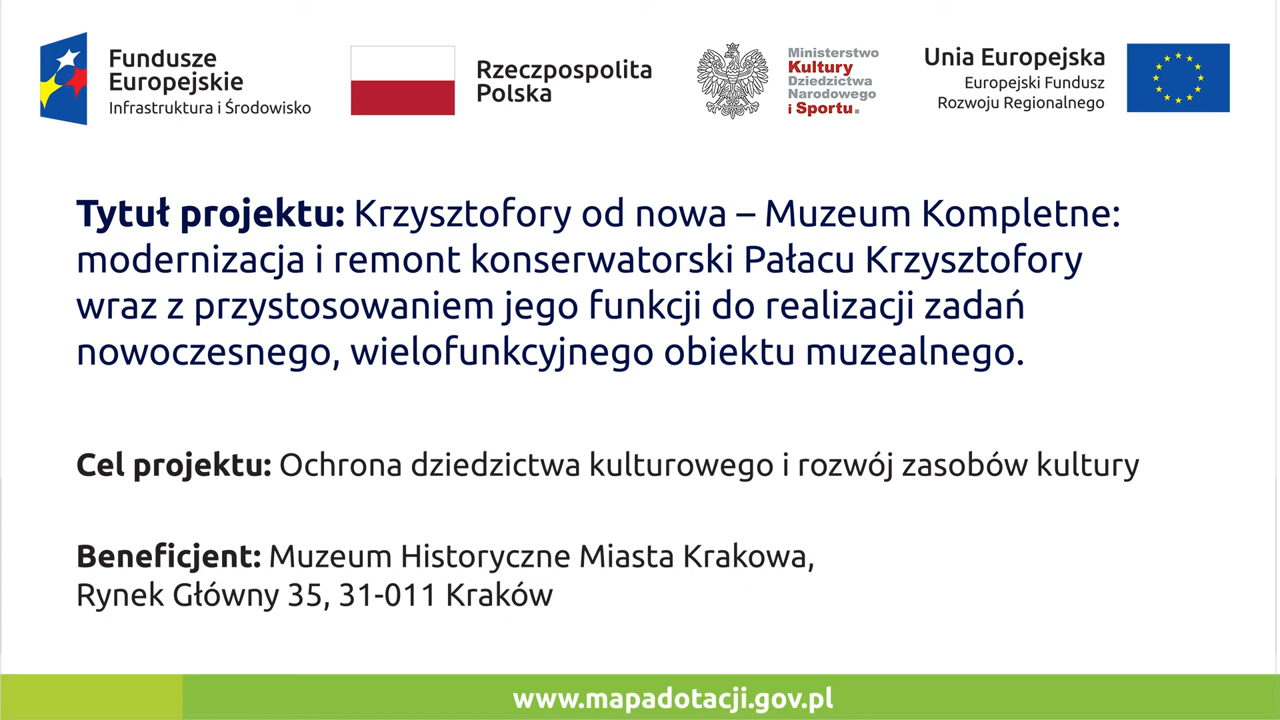 Fundusze
Europejskie
Infrastruktura i Środowisko
Rzeczpospolita
Polska
Ministerstwo
Kultury
Dziedzictwa
Narodowego
i Sportu.
Unia Europejska
Europejski Fundusz
Rozwoju Regionalnego
Tytuł projektu: Krzysztofory od nowa – Muzeum Kompletne:
modernizacja i remont konserwatorski Pałacu Krzysztofory
wraz z przystosowaniem jego funkcji do realizacji zadań
nowoczesnego, wielofunkcyjnego obiektu muzealnego.
Cel projektu: Ochrona dziedzictwa kulturowego i rozwój zasobów kultury
Beneficjent: Muzeum Historyczne Miasta Krakowa,
Rynek Główny 35, 31-011 Kraków
www.mapadotacji.gov.pl